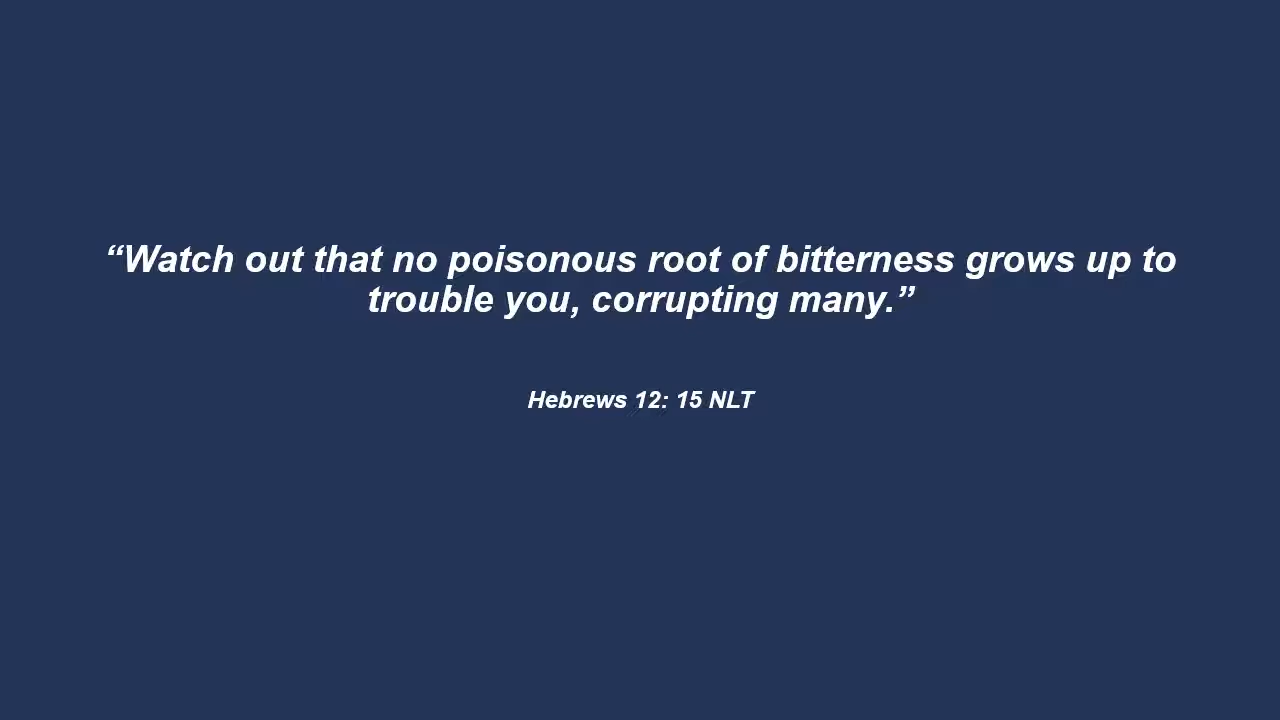 “Watch out that no poisonous root of bitterness grows up to
trouble you, corrupting many.”
Hebrews 12: 15 NLT